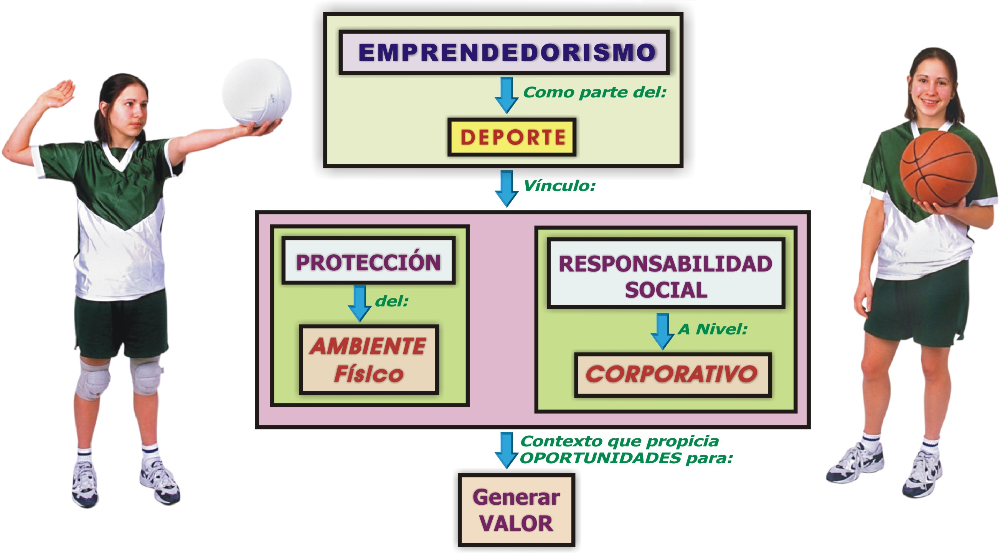 EMPRENDEDORISMO
Como parte del:
DEPORTE
Vínculo:
PROTECCIÓN
del:
AMBIENTE
Físico
RESPONSABILIDAD
SOCIAL
A Nivel:
CORPORATIVO
Contexto que propicia
OPORTUNIDADES para:
Generar
VALOR